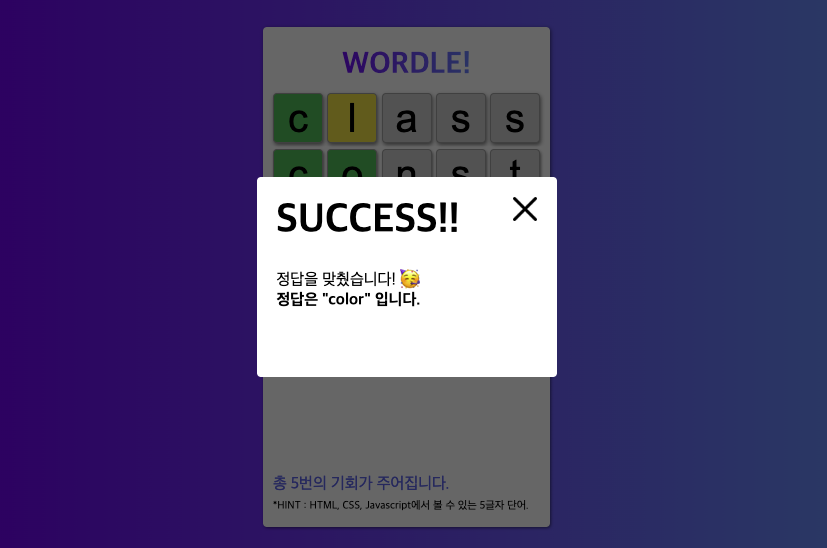 WORDLE!
c l a s s
c o n s t
SUCCESS!!
정답을 맞췄습니다! 🥳
정답은 "color" 입니다.
총 5번의 기회가 주어집니다.
*HINT : HTML, CSS, Javascript에서 볼 수 있는 5글자 단어.